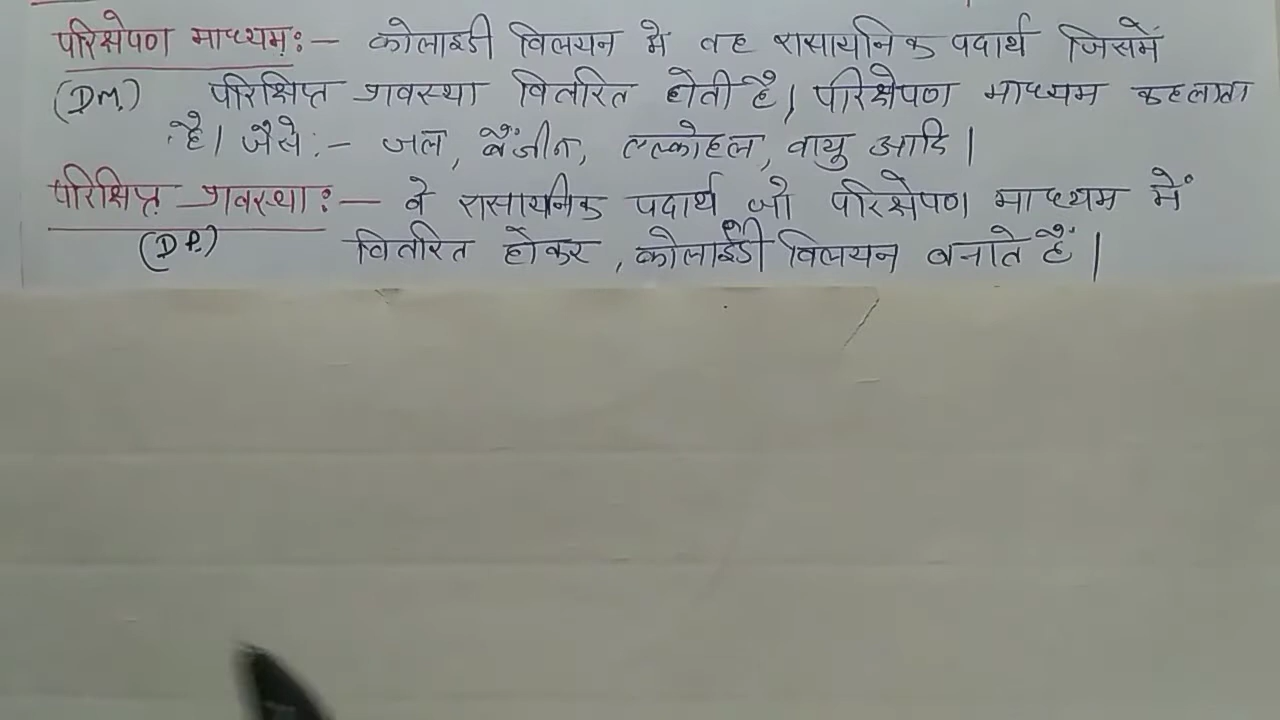 परिक्षेपण माध्यम:- कोलाइडी विलयन में वह रासायनिक पदार्थ जिसमें
(D.M.) परिक्षिप्त अवस्था वितरित होती है। परिक्षेपण माध्यम कहलाता
है। जैसे:- जल, बैंजीन, एल्कोहल, वायु आदि।
परिक्षिप्त अवस्था:- वे रासायनिक पदार्थ जो परिक्षेपण माध्यम में
(D.P.) वितरित होकर, कोलाईडी विलयन बनाते हैं।